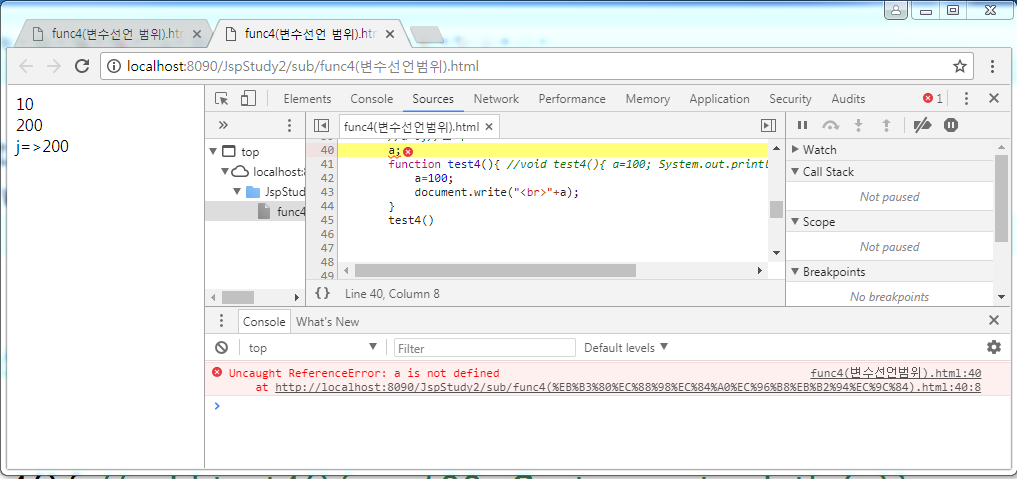 func4(변수선언 범위).ht
func4(변수선언 범위).ht
localhost:8090/JspStudy2/sub/func4(변수선언범위).html
10
200
j=>200
Elements Console Sources Network Performance Memory Application Security Audits 1
func4(변수선언범위).html
top
localhost:8
JspStud
func4
40 a;
41 function test4(){ //void test4(){ a=100; System.out.printl
42 a=100;
43 document.write("<br>"+a);
44 }
45 test4()
46
47
48
49
{} Line 40, Column 8
Watch
Call Stack
Not paused
Scope
Not paused
Breakpoints
No breakpoints
Console What's New
top Filter Default levels
Uncaught ReferenceError: a is not defined func4(변수선언범위).html:40
at http://localhost:8090/JspStudy2/sub/func4(%EB%B3%80%EC%88%98%EC%84%A0%EC%96%B8%EB%B2%94%EC%9C%84).html:40:8
>